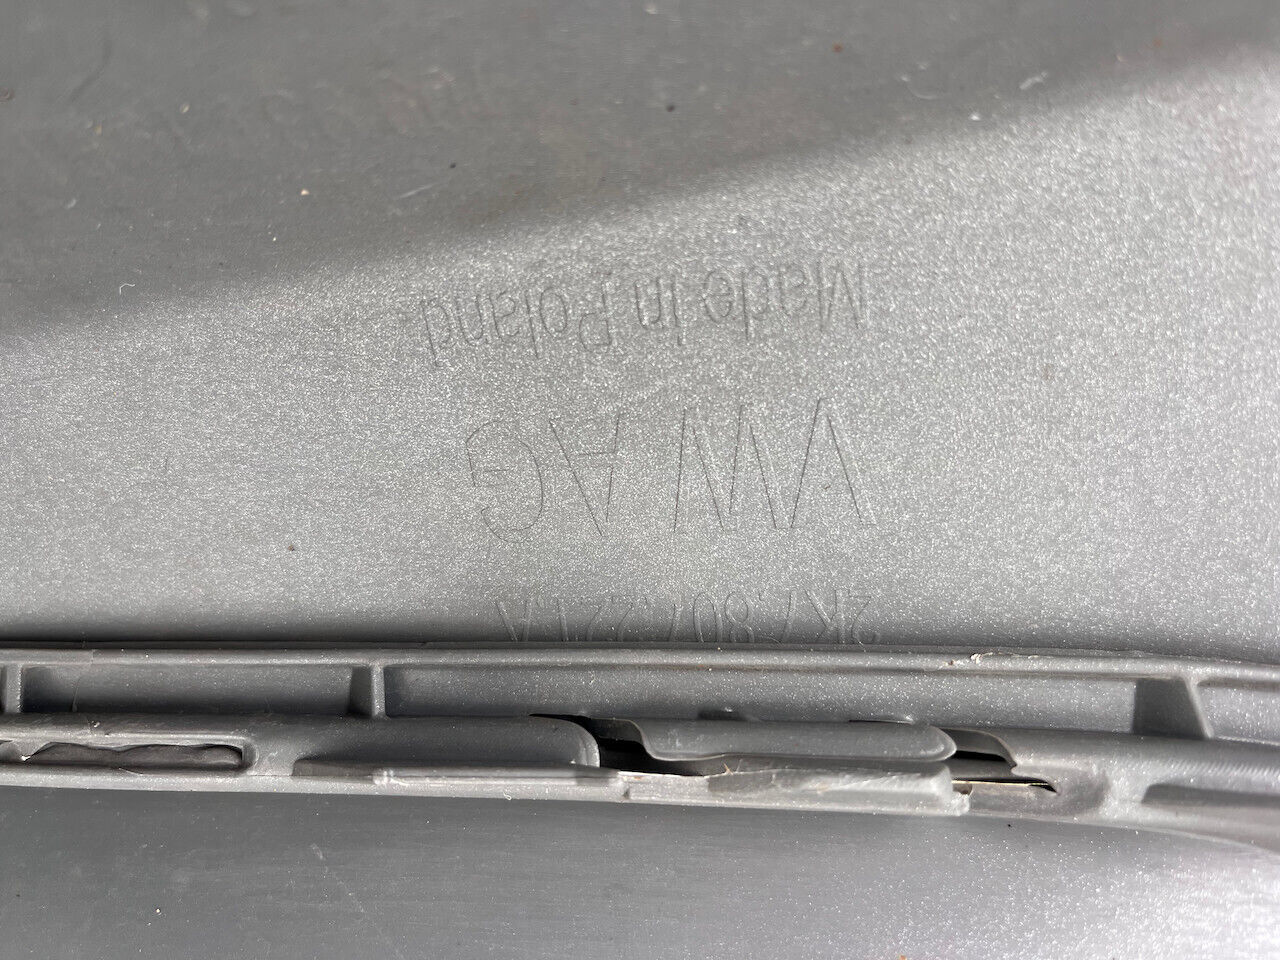 2K7.807.221.A
VW AG
Made in Poland